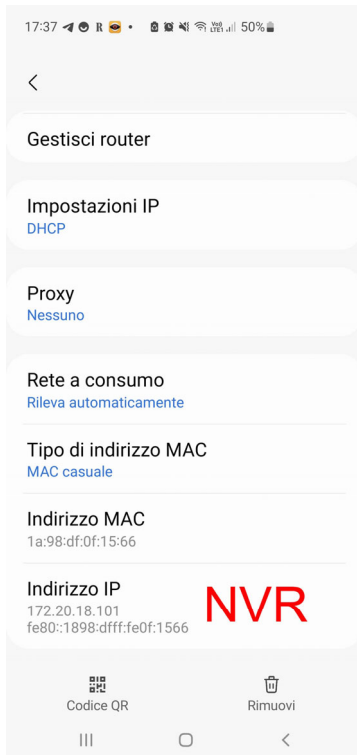 17:37 R • Vo) LTE1 50%
Gestisci router
Impostazioni IP
DHCP
Proxy
Nessuno
Rete a consumo
Rileva automaticamente
Tipo di indirizzo MAC
MAC casuale
Indirizzo MAC
1a:98:df:0f:15:66
Indirizzo IP
172.20.18.101
fe80::1898:dfff:fe0f:1566
NVR
Codice QR
Rimuovi